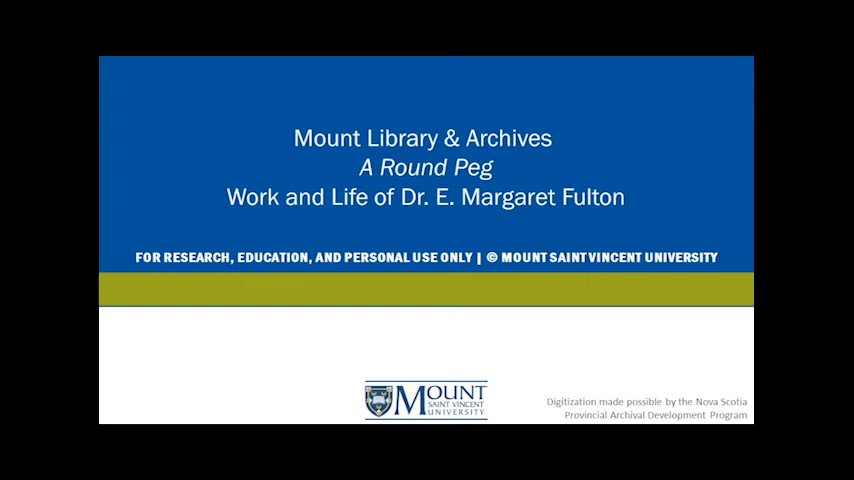 Mount Library & Archives
A Round Peg
Work and Life of Dr. E. Margaret Fulton
FOR RESEARCH, EDUCATION, AND PERSONAL USE ONLY | © MOUNT SAINT VINCENT UNIVERSITY
MOUNT
SAINT VINCENT
UNIVERSITY
Digitization made possible by the Nova Scotia
Provincial Archival Development Program